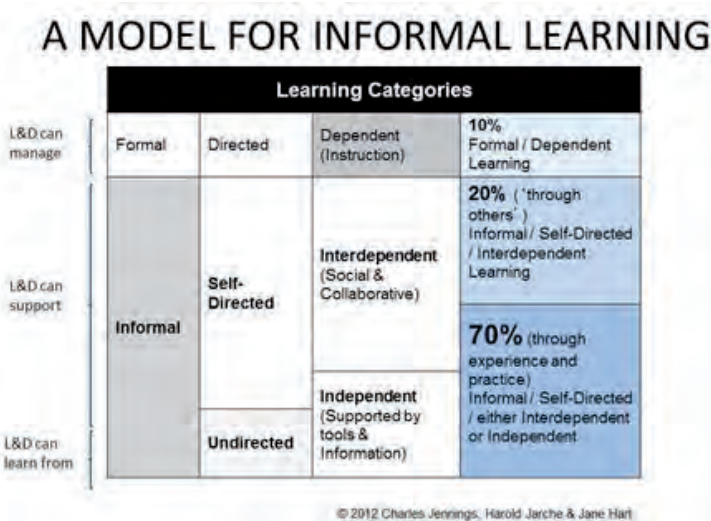 A MODEL FOR INFORMAL LEARNING
Learning Categories
L&D can
manage
Formal
Directed
Dependent
(Instruction)
10%
Formal / Dependent
Learning
L&D can
support
Informal
Self-
Directed
Interdependent
(Social &
Collaborative)
20% ('through
others')
Informal / Self-Directed
/ Interdependent
Learning
70% (through
experience and
practice)
Informal / Self-Directed
/ either Interdependent
or Independent
Independent
(Supported by
tools &
Information)
Undirected
L&D can
learn from
© 2012 Charles Jennings, Harold Jarche & Jane Hart